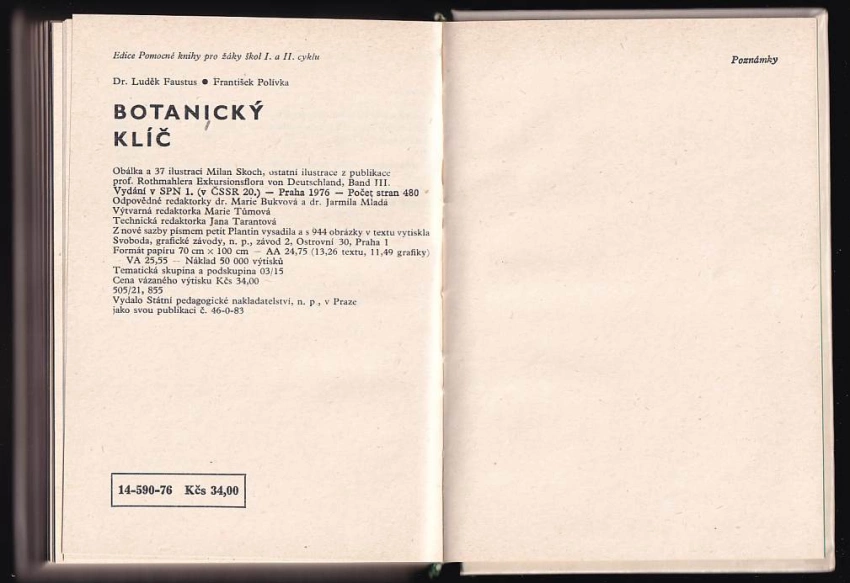 Edice Pomocné knihy pro žáky škol I. a II. cyklu
Dr. Luděk Faustus ● František Polívka
BOTANICKÝ
KLÍČ
Obálka a 37 ilustrací Milan Skoch, ostatní ilustrace z publikace
prof. Rothmahlera Exkursionsflora von Deutschland, Band III.
Vydání v SPN 1. (v ČSSR 20.) — Praha 1976 — Počet stran 480
Odpovědné redaktorky dr. Marie Bukvová a dr. Jarmila Mladá
Výtvarná redaktorka Marie Tůmová
Technická redaktorka Jana Tarantová
Z nové sazby písmem petit Plantin vysadila a s 944 obrázky v textu vytiskla
Svoboda, grafické závody, n. p., závod 2, Ostrovní 30, Praha 1
Formát papíru 70 cm × 100 cm — AA 24,75 (13,26 textu, 11,49 grafiky)
— VA 25,55 — Náklad 50 000 výtisků
Tematická skupina a podskupina 03/15
Cena vázaného výtisku Kčs 34,00
505/21, 855
Vydalo Státní pedagogické nakladatelství, n. p., v Praze
jako svou publikaci č. 46-0-83
14-590-76 Kčs 34,00
Poznámky